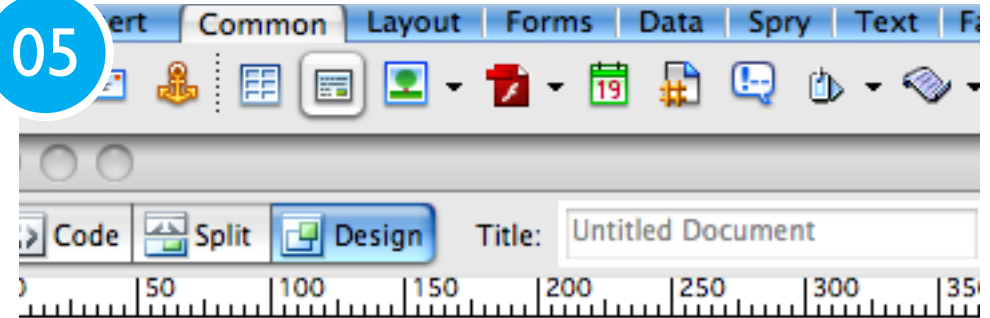 05
Common Layout Forms Data Spry Text
19
Code Split Design Title: Untitled Document
50 100 150 200 250 300